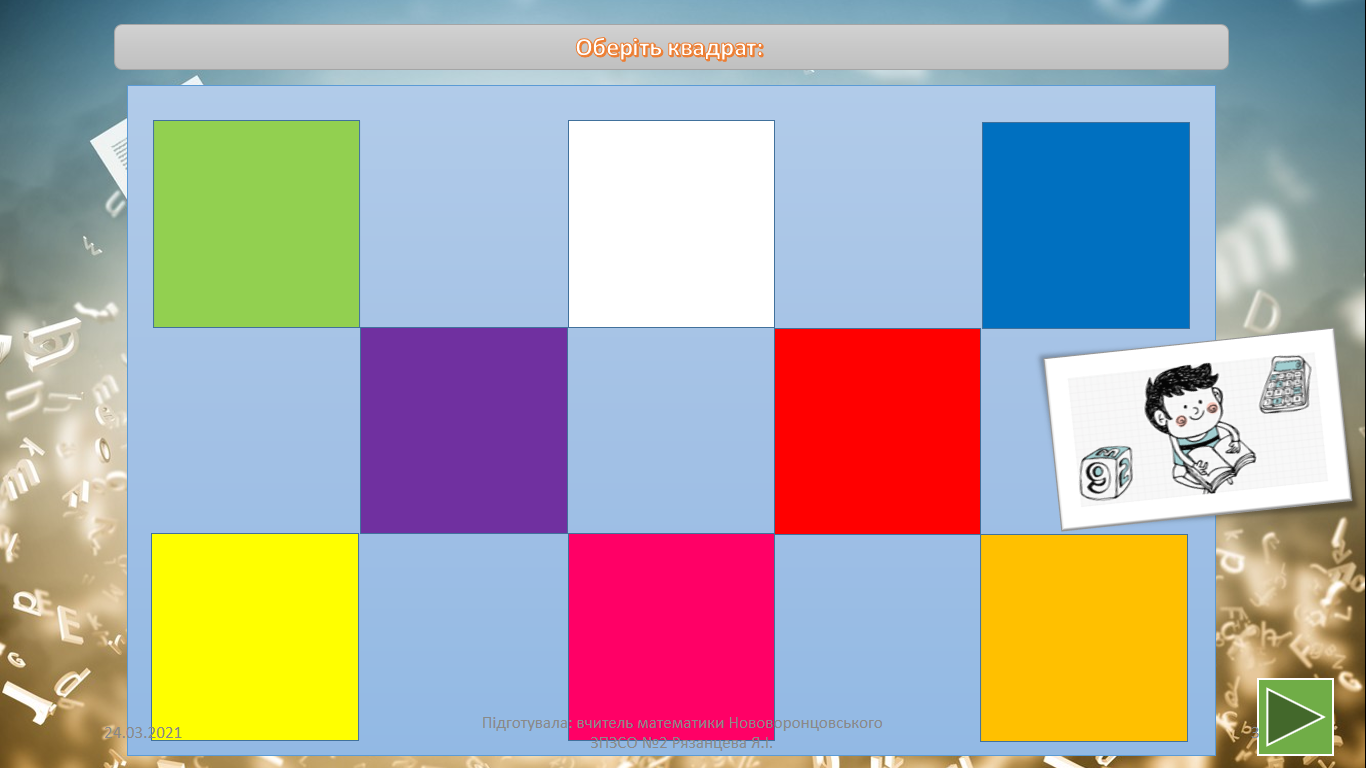 Оберіть квадрат:
24.03.2021
Підготувала: вчитель математики Нововоронцовського
ЗПЗСО №2 Рязанцева Я.І.